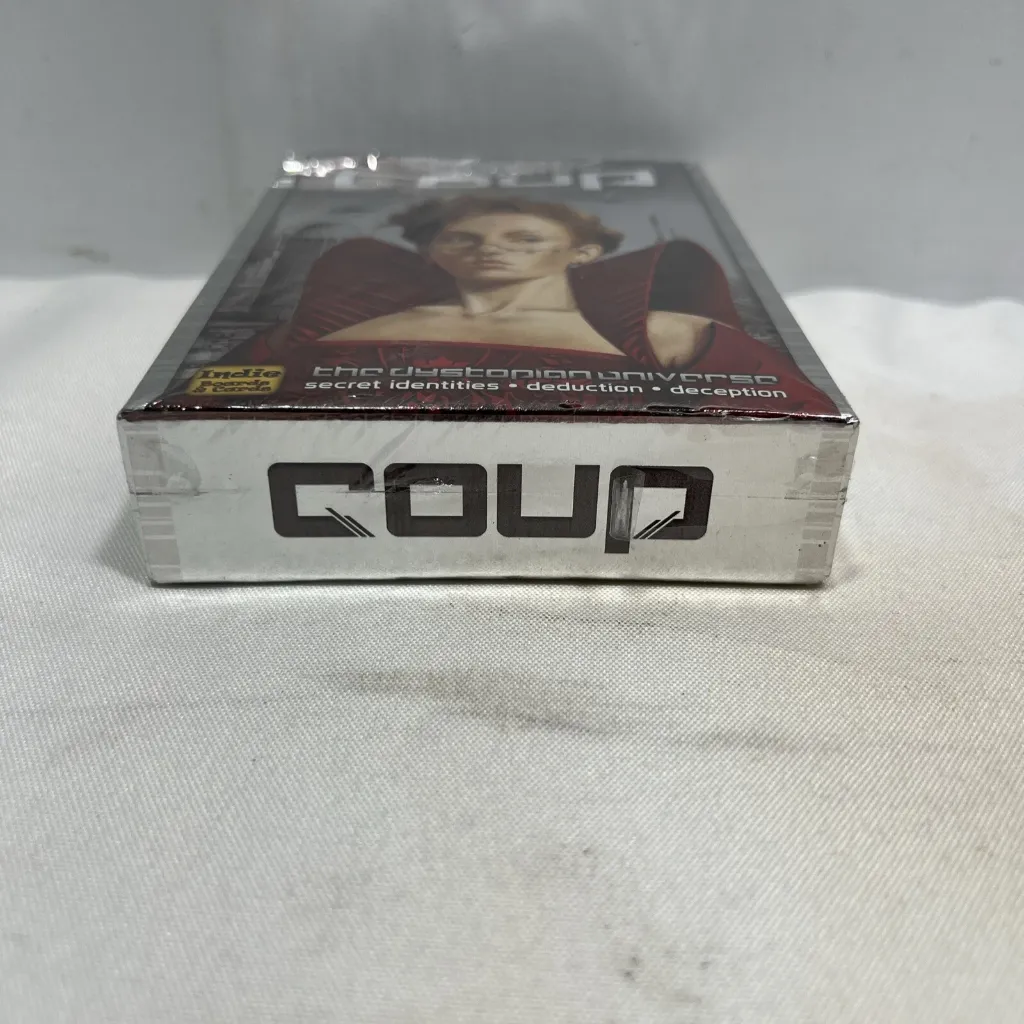 coup
Indie
Boards
& Cards
the dystopian universe
secret identities • deduction • deception
coup